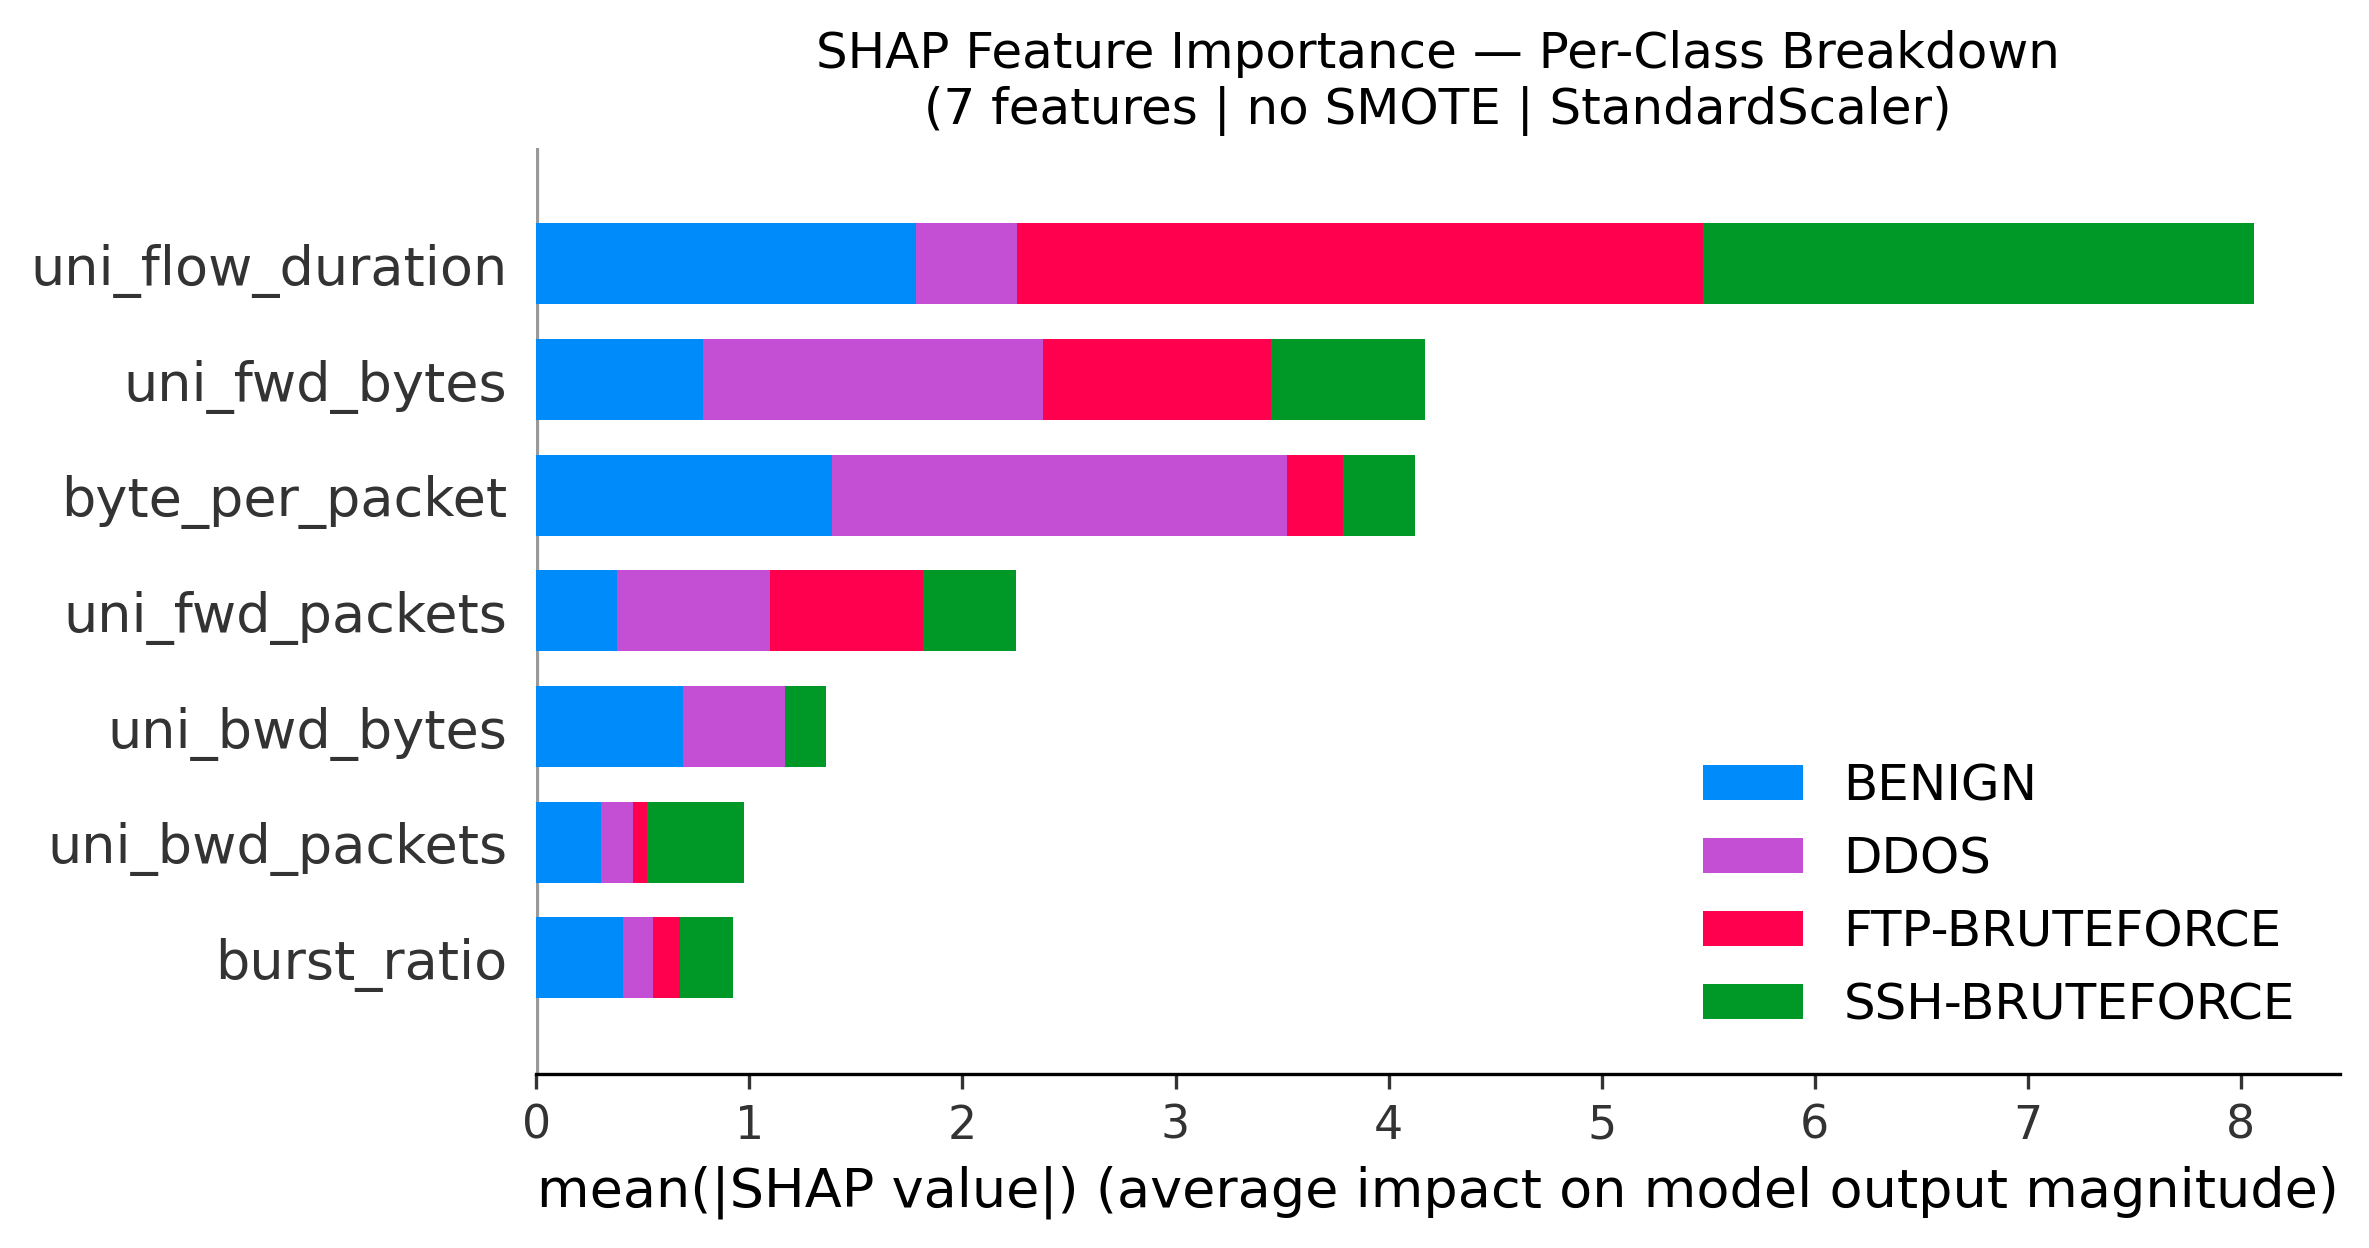 SHAP Feature Importance — Per-Class Breakdown
(7 features | no SMOTE | StandardScaler)
uni_flow_duration
uni_fwd_bytes
byte_per_packet
uni_fwd_packets
uni_bwd_bytes
uni_bwd_packets
burst_ratio
BENIGN
DDOS
FTP-BRUTEFORCE
SSH-BRUTEFORCE
0 1 2 3 4 5 6 7 8
mean(|SHAP value|) (average impact on model output magnitude)